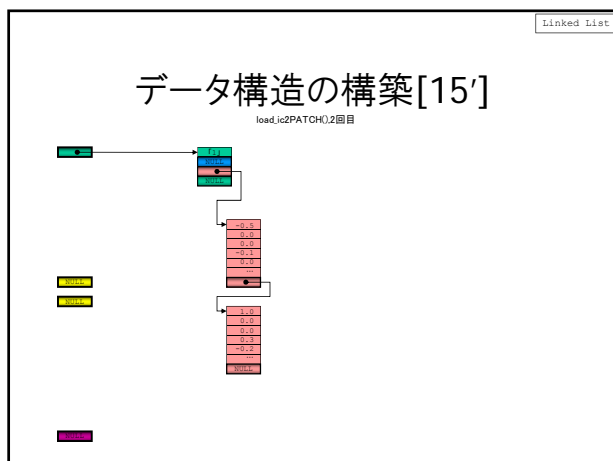 Linked List
データ構造の構築[15′]
load_ic2PATCH(),2回目
NULL
NULL
-0.5
0.0
0.0
-0.1
0.0
…
NULL
NULL
1.0
0.0
0.0
0.3
-0.2
…
NULL
NULL